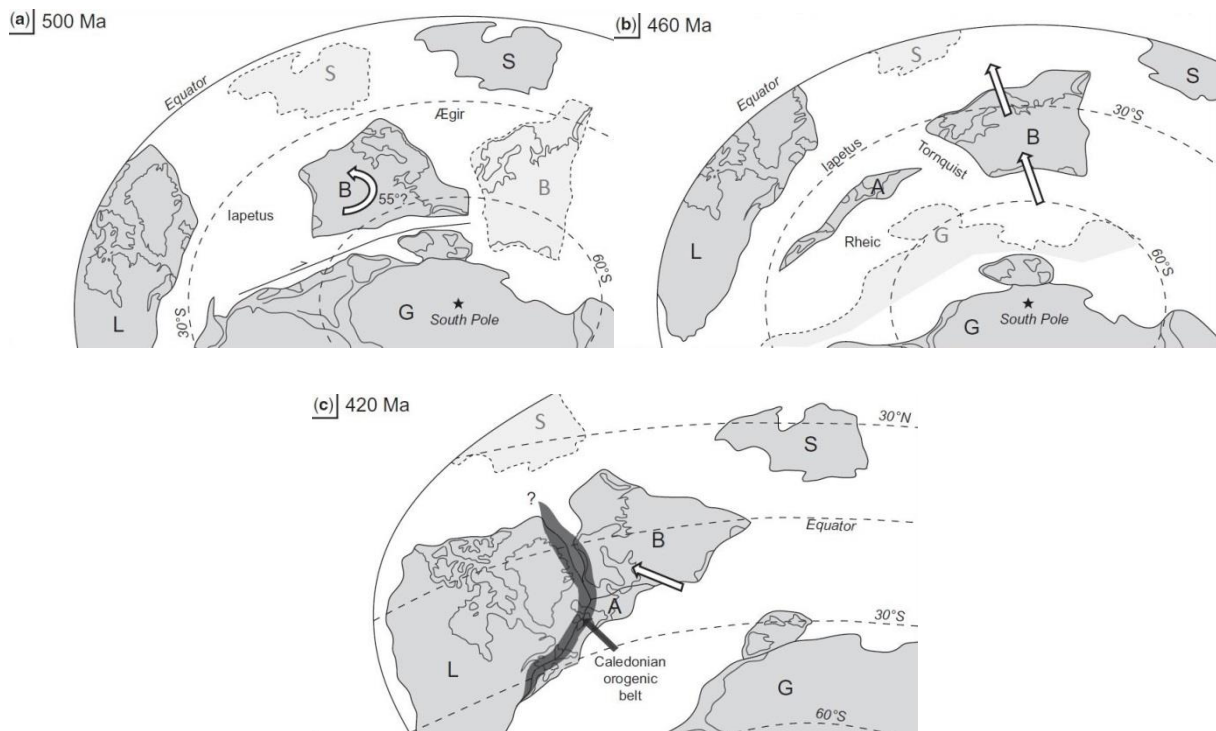 (a) 500 Ma
S
S
Equator
Ægir
B
55°?
B
Iapetus
L
30°S
G
South Pole
60°S
(b) 460 Ma
S
S
Equator
B
30°S
Iapetus
Tornquist
A
G
Rheic
L
60°S
South Pole
G
(c) 420 Ma
S
30°N
S
?
Equator
B
A
30°S
L
Caledonian
orogenic
belt
G
60°S